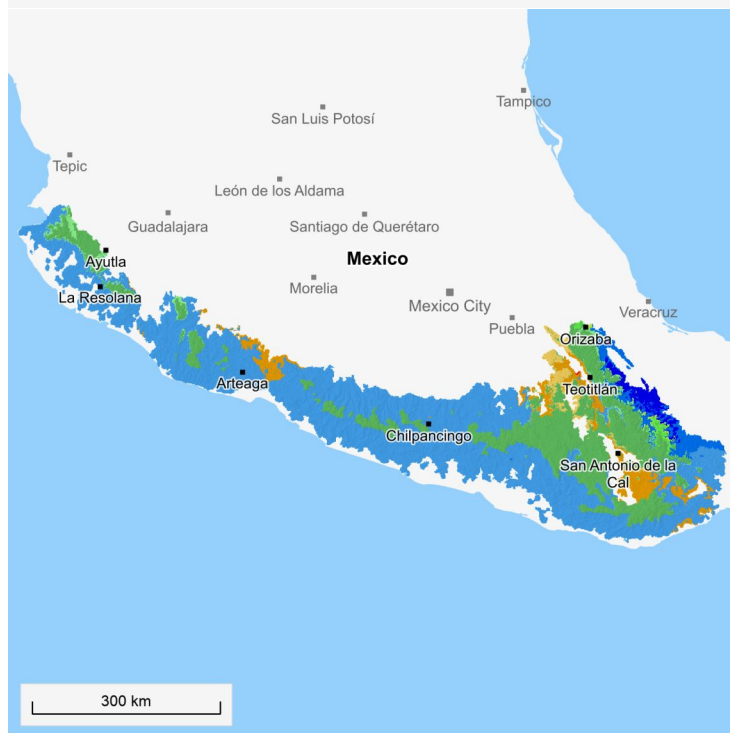 Tampico
San Luis Potosí
Tepic
León de los Aldama
Guadalajara
Santiago de Querétaro
Ayutla
Mexico
Morelia
La Resolana
Mexico City
Veracruz
Puebla
Orizaba
Arteaga
Teotitlán
Chilpancingo
San Antonio de la
Cal
300 km